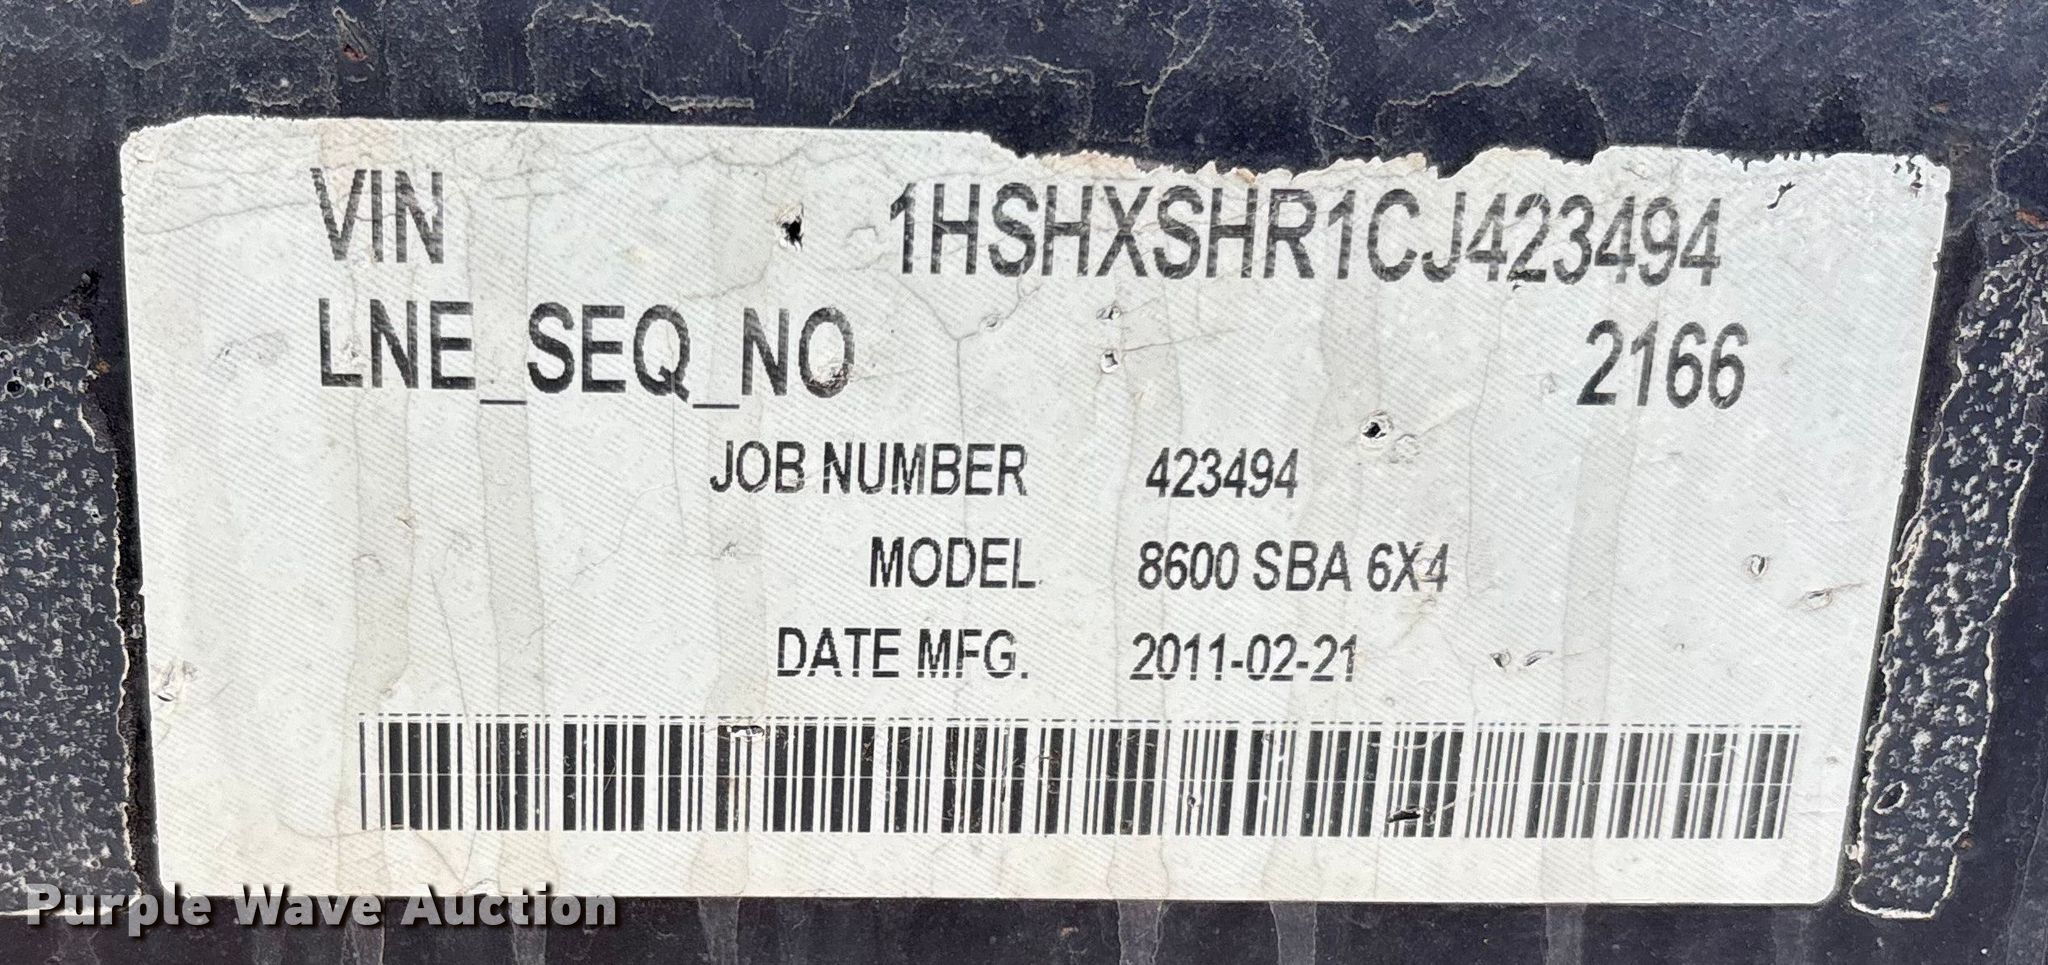 VIN 1HSHXSHR1CJ423494
LNE_SEQ_NO 2166
JOB NUMBER 423494
MODEL 8600 SBA 6X4
DATE MFG. 2011-02-21
Purple Wave Auction